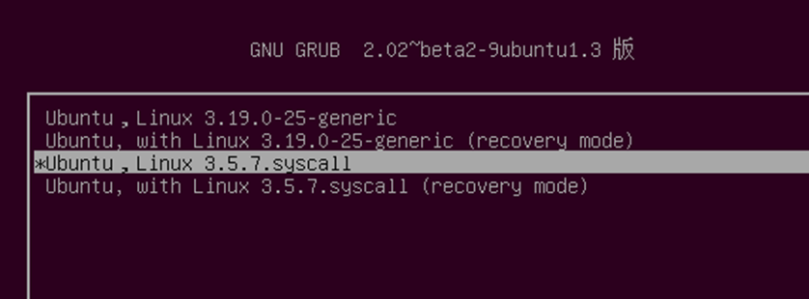 GNU GRUB  2.02~beta2-9ubuntu1.3 版
Ubuntu，Linux 3.19.0-25-generic
Ubuntu, with Linux 3.19.0-25-generic (recovery mode)
*Ubuntu，Linux 3.5.7.syscall
Ubuntu, with Linux 3.5.7.syscall (recovery mode)